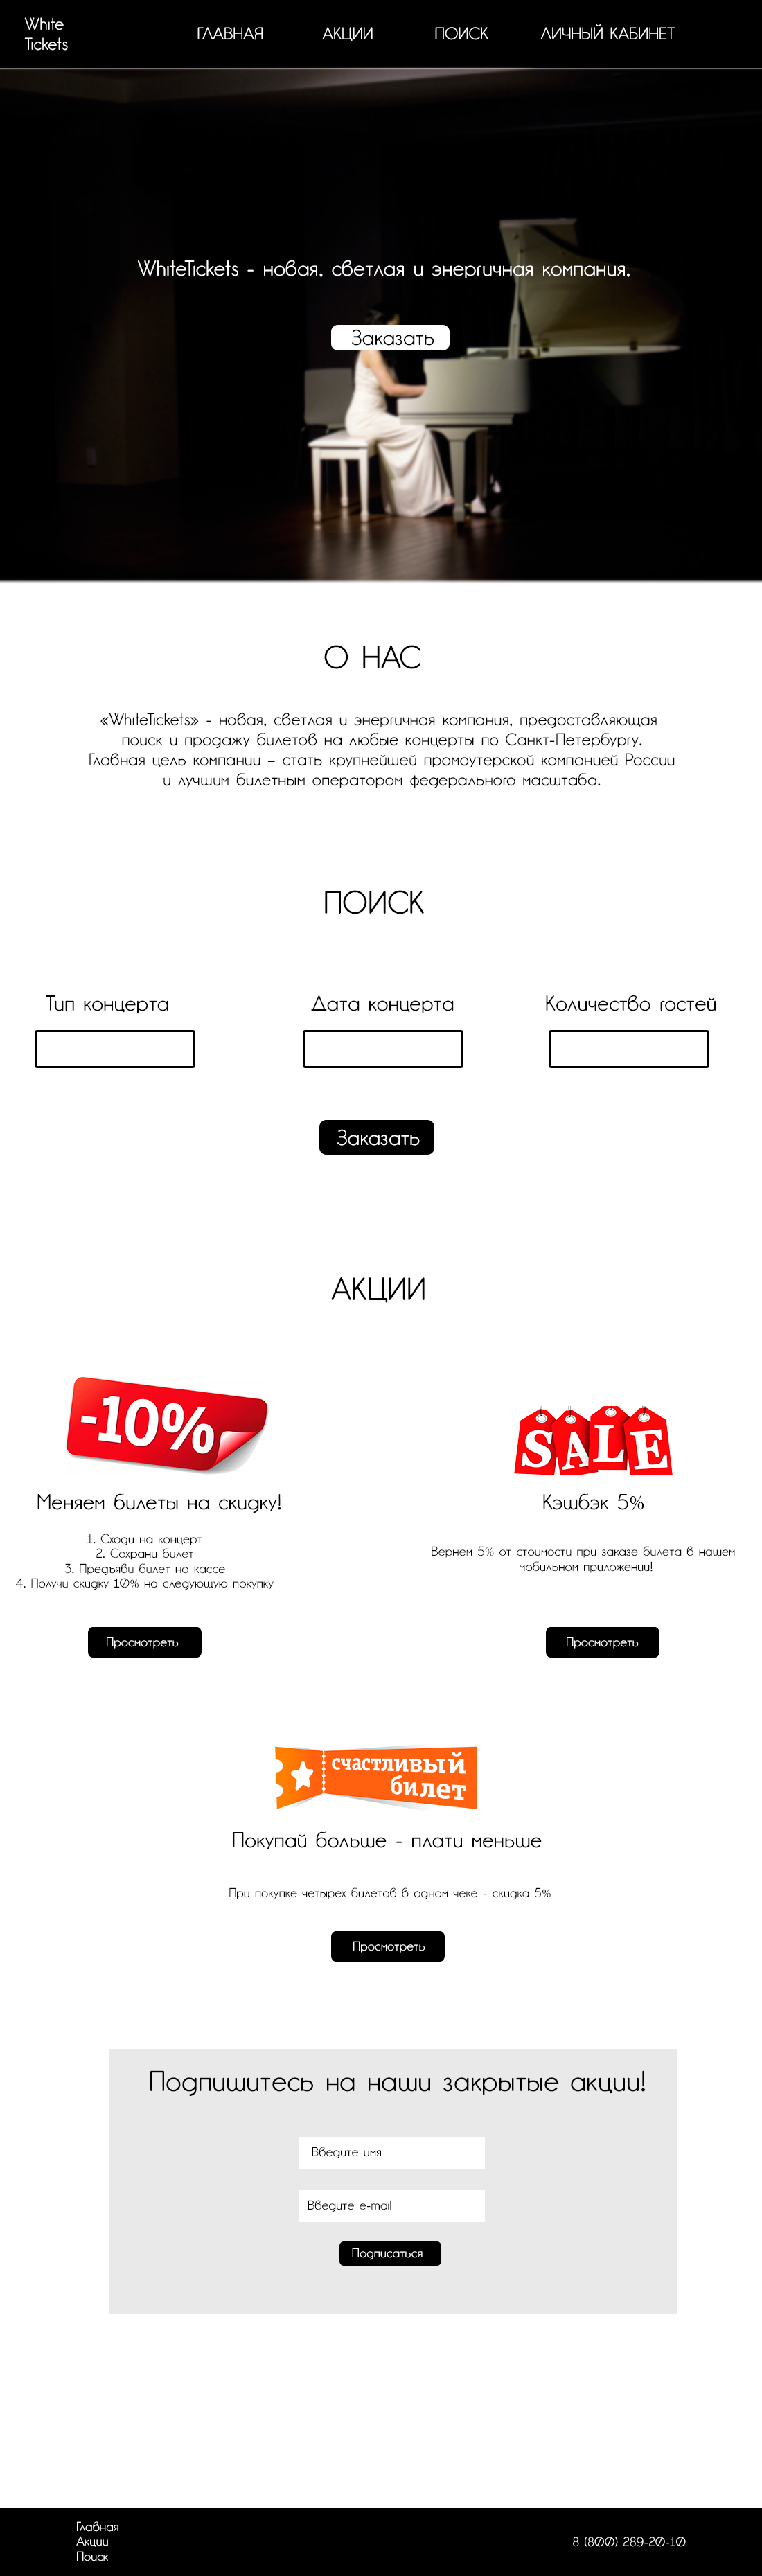 White
Tickets
ГЛАВНАЯ
АКЦИИ
ПОИСК
ЛИЧНЫЙ КАБИНЕТ
WhiteTickets - новая, светлая и энергичная компания,
Заказать
О НАС
«WhiteTickets» - новая, светлая и энергичная компания, предоставляющая
поиск и продажу билетов на любые концерты по Санкт-Петербургу.
Главная цель компании – стать крупнейшей промоутерской компанией России
и лучшим билетным оператором федерального масштаба.
ПОИСК
Тип концерта
Дата концерта
Количество гостей
Заказать
АКЦИИ
-10%
Меняем билеты на скидку!
1. Сходи на концерт
2. Сохрани билет
3. Предъяви билет на кассе
4. Получи скидку 10% на следующую покупку
Просмотреть
SALE
Кэшбэк 5%
Вернем 5% от стоимости при заказе билета в нашем
мобильном приложении!
Просмотреть
счастливый
билет
Покупай больше - плати меньше
При покупке четырех билетов в одном чеке - скидка 5%
Просмотреть
Подпишитесь на наши закрытые акции!
Введите имя
Введите e-mail
Подписаться
Главная
Акции
Поиск
8 (800) 289-20-10